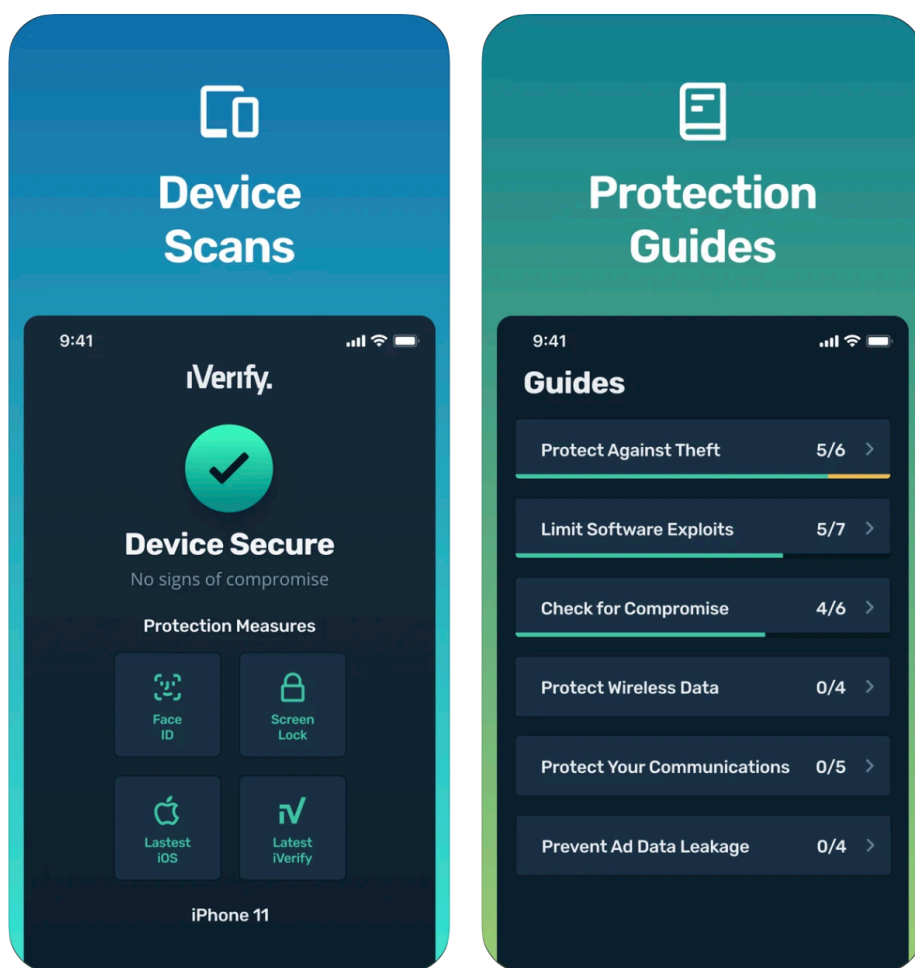 Device
Scans
9:41
iVerify.
Device Secure
No signs of compromise
Protection Measures
Face
ID
Screen
Lock
Lastest
iOS
Latest
iVerify
iPhone 11
Protection
Guides
9:41
Guides
Protect Against Theft 5/6
Limit Software Exploits 5/7
Check for Compromise 4/6
Protect Wireless Data 0/4
Protect Your Communications 0/5
Prevent Ad Data Leakage 0/4